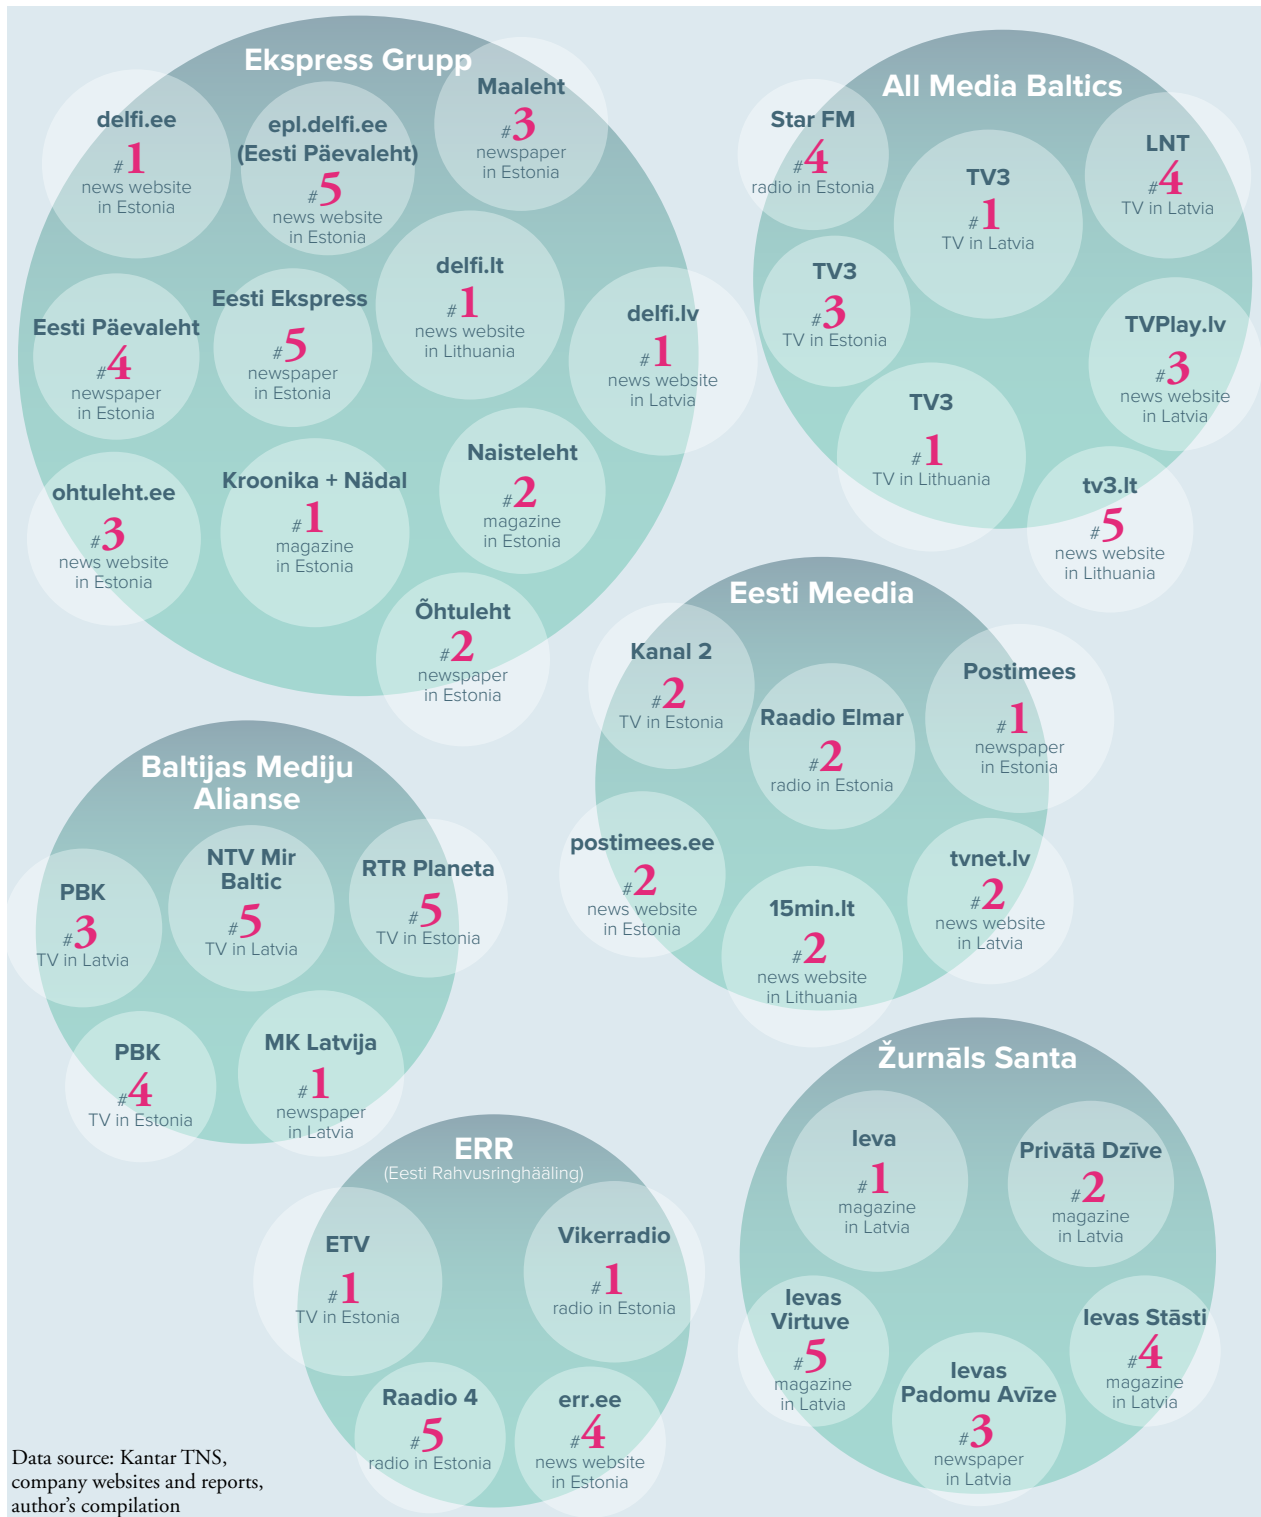 Ekspress Grupp
delfi.ee
#1
news website
in Estonia
epl.delfi.ee
(Eesti Päevaleht)
#5
news website
in Estonia
Maaleht
#3
newspaper
in Estonia
Eesti Päevaleht
#4
newspaper
in Estonia
Eesti Ekspress
#5
newspaper
in Estonia
delfi.lt
#1
news website
in Lithuania
delfi.lv
#1
news website
in Latvia
ohtuleht.ee
#3
news website
in Estonia
Kroonika + Nädal
#1
magazine
in Estonia
Naisteleht
#2
magazine
in Estonia
Õhtuleht
#2
newspaper
in Estonia
All Media Baltics
Star FM
#4
radio in Estonia
TV3
#1
TV in Latvia
LNT
#4
TV in Latvia
TV3
#3
TV in Estonia
TVPlay.lv
#3
news website
in Latvia
TV3
#1
TV in Lithuania
tv3.lt
#5
news website
in Lithuania
Eesti Meedia
Kanal 2
#2
TV in Estonia
Raadio Elmar
#2
radio in Estonia
Postimees
#1
newspaper
in Estonia
postimees.ee
#2
news website
in Estonia
15min.lt
#2
news website
in Lithuania
tvnet.lv
#2
news website
in Latvia
Baltijas Mediju
Alianse
PBK
#3
TV in Latvia
NTV Mir
Baltic
#5
TV in Latvia
RTR Planeta
#5
TV in Estonia
PBK
#4
TV in Estonia
MK Latvija
#1
newspaper
in Latvia
ERR
(Eesti Rahvusringhääling)
ETV
#1
TV in Estonia
Vikerradio
#1
radio in Estonia
Raadio 4
#5
radio in Estonia
err.ee
#4
news website
in Estonia
Žurnāls Santa
Ieva
#1
magazine
in Latvia
Privātā Dzīve
#2
magazine
in Latvia
Ievas
Virtuve
#5
magazine
in Latvia
Ievas
Padomu Avīze
#3
newspaper
in Latvia
Ievas Stāsti
#4
magazine
in Latvia
Data source: Kantar TNS,
company websites and reports,
author's compilation